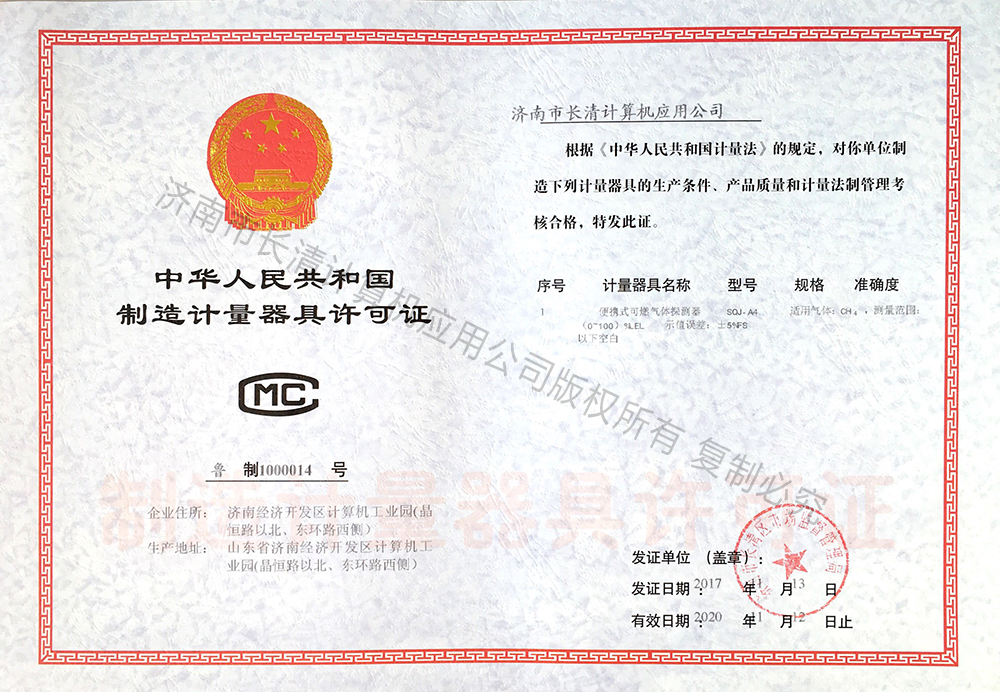 中华人民共和国
制造计量器具许可证
CMC
鲁 制1000014 号
企业住所： 济南经济开发区计算机工业园(晶
恒路以北、东环路西侧）
生产地址： 山东省济南经济开发区计算机工
业园(晶恒路以北、东环路西侧）
济南市长清计算机应用公司
根据《中华人民共和国计量法》的规定，对你单位制
造下列计量器具的生产条件、产品质量和计量法制管理考
核合格，特发此证。
序号 计量器具名称 型号 规格 准确度
1 便携式可燃气体探测器 SQJ-A4 适用气体：CH₄，测量范围：
（0~100）%LEL 示值误差：±5%FS
以下空白
发证单位 （盖章）：
发证日期：2017 年 11 月 13 日
有效日期：2020 年 11 月 12 日止
济南市长清计算机应用公司版权所有 复制必究
制造计量器具许可证